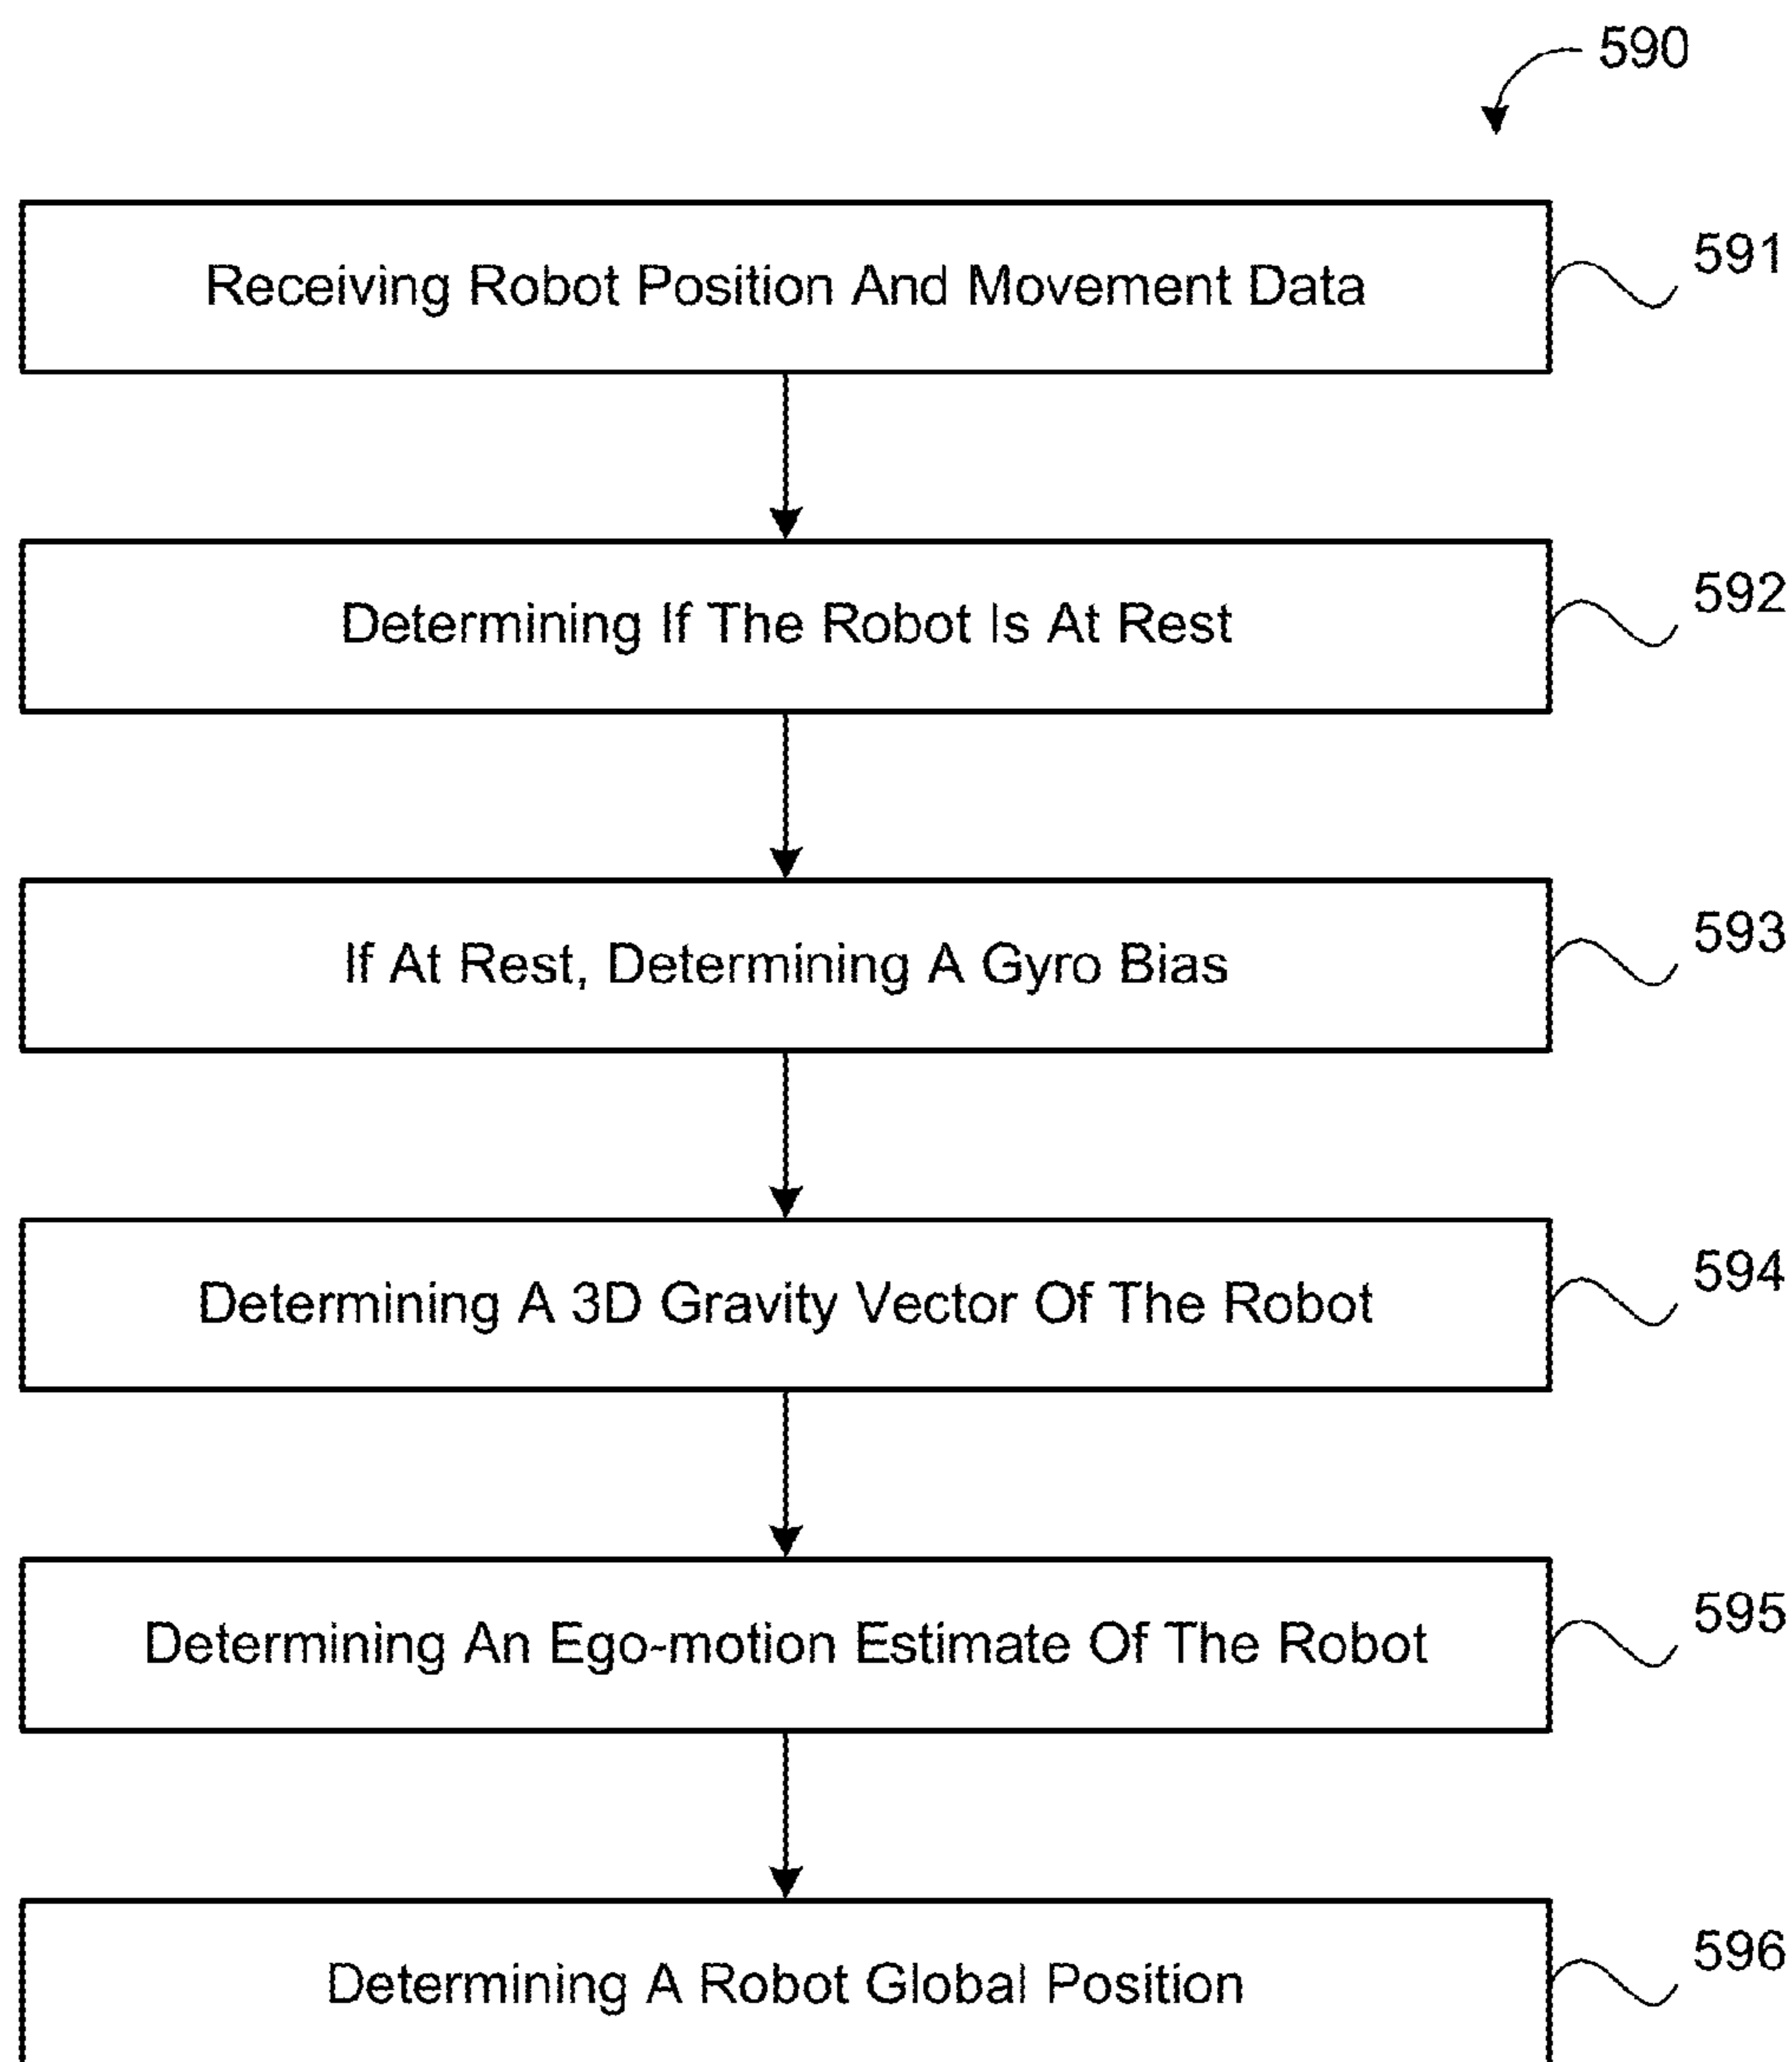 590
Receiving Robot Position And Movement Data
591
Determining If The Robot Is At Rest
592
If At Rest, Determining A Gyro Bias
593
Determining A 3D Gravity Vector Of The Robot
594
Determining An Ego-motion Estimate Of The Robot
595
Determining A Robot Global Position
596